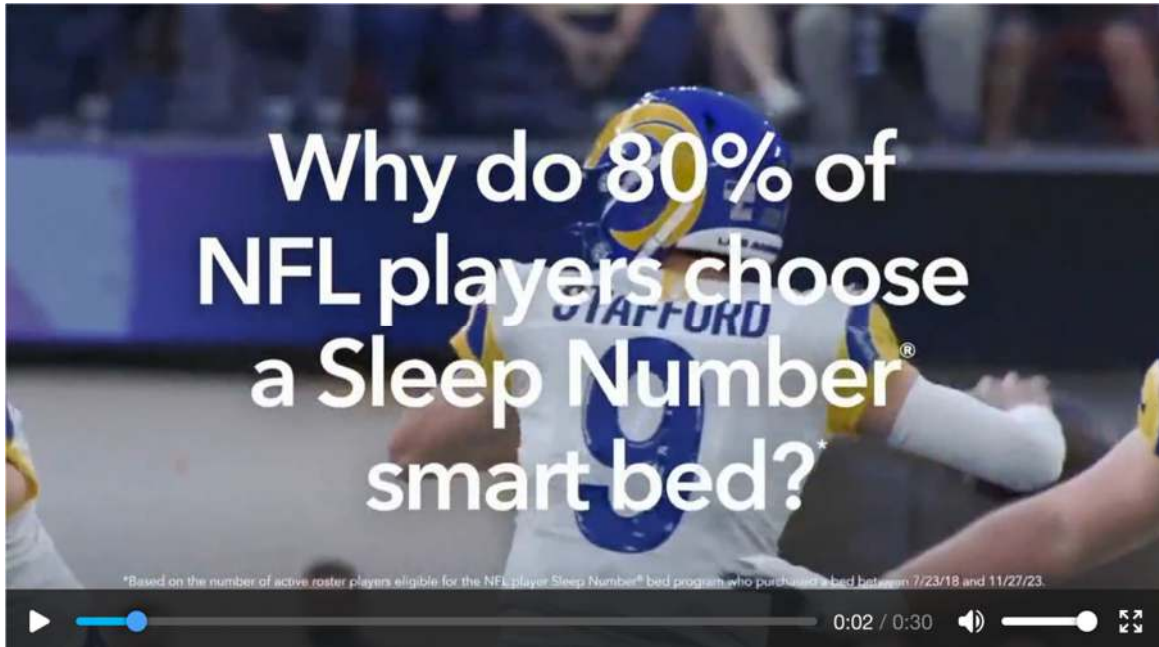 Why do 80% of
NFL players choose
a Sleep Number®
smart bed?*
STAFFORD
9
*Based on the number of active roster players eligible for the NFL player Sleep Number® bed program who purchased a bed between 7/23/18 and 11/27/23.
0:02 / 0:30